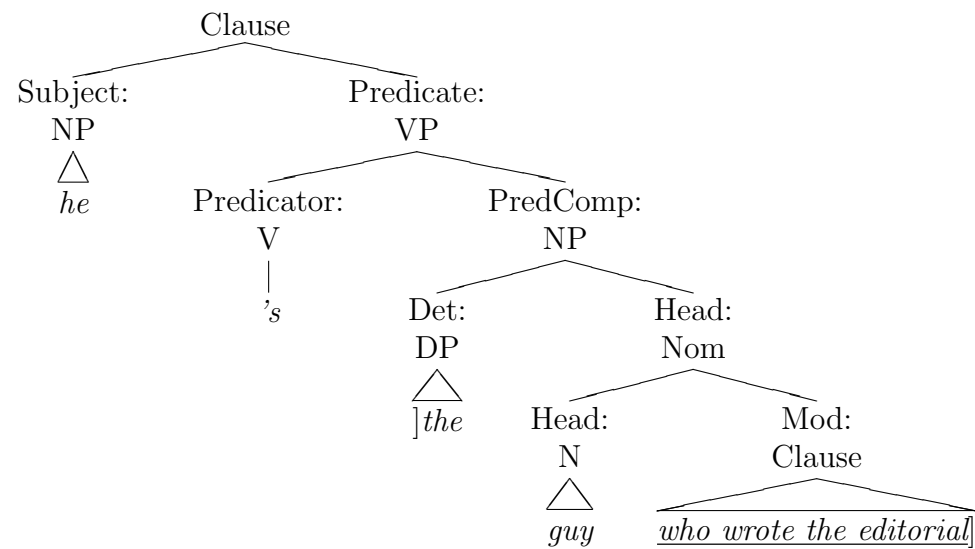 Clause
Subject: Predicate:
NP VP
he Predicator: PredComp:
V NP
's Det: Head:
DP Nom
]the Head: Mod:
N Clause
guy who wrote the editorial]